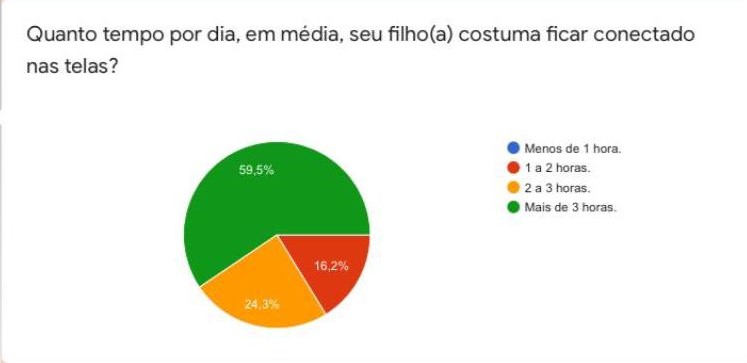 Quanto tempo por dia, em média, seu filho(a) costuma ficar conectado
nas telas?
Menos de 1 hora.
1 a 2 horas.
2 a 3 horas.
Mais de 3 horas.
59,5%
16,2%
24,3%